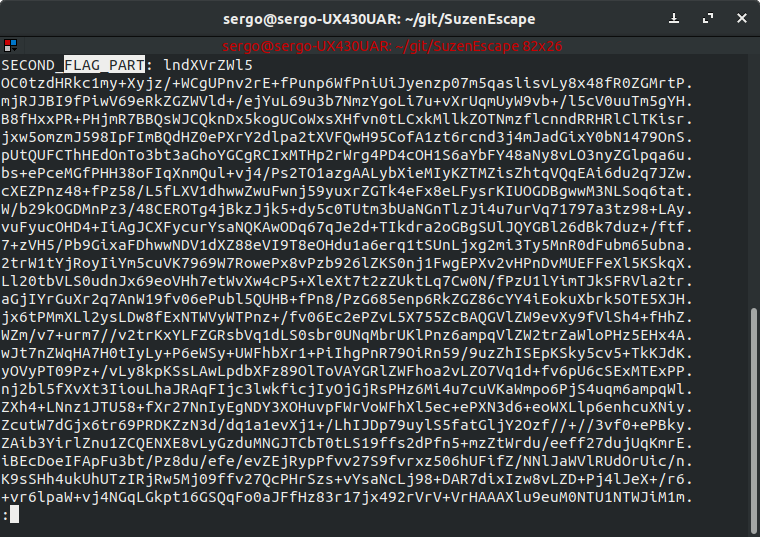 sergo@sergo-UX430UAR: ~/git/SuzenEscape
sergo@sergo-UX430UAR: ~/git/SuzenEscape 82x26
SECOND_FLAG_PART: lndXVrZWl5
OC0tzdHRkc1my+Xyjz/+WCgUPnv2rE+fPunp6WfPniUiJyenzp07m5qaslisvLy8x48fR0ZGMrtP.
mjRJJBI9fPiwV69eRkZGZWVld+/ejYuL69u3b7NmzYgoLi7u+vXrUqmUyW9vb+/l5cV0uuTm5gYH.
B8fHxxPR+PHjmR7BBQsWJCQknDx5kogUCoWxsXHfvn0tLCxkMllkZOTNmzflcnndRRHRlClTKisr.
jxw5omzmJ598IpFImBQdHZ0ePXrY2dlpa2tXVFQwH95CofA1zt6rcnd3j4mJadGixY0bN1479OnS.
pUtQUFCThHEdOnTo3bt3aGhoYGCgRCIxMTHp2rWrg4PD4cOH1S6aYbFY48aNy8vLO3nyZGlpqa6u.
bs+ePceMGfPHH38oFIqXnmQul+vj4/Ps2TO1azgAALybXieMIyKZTMZisZhtqVQqEAi6du2q7JZw.
cXEZPnz48+fPz58/L5fLXV1dhwwZwuFwnj59yuxrZGTk4eFx8eLFysrKIUOGDBgwwM3NLSoq6tat.
W/b29kOGDMnPz3/48CEROTg4jBkzJjk5+dy5c0TUtm3bUaNGnTlzJi4u7urVq71797a3tz98+LAy.
vuFyucOHD4+IiAgJCXFycurYsaNQKAwODq67qJe2d+TIkdra2oGBgSUlJQYGBl26dBk7duz+/ftf.
7+zVH5/Pb9GixaFDhwwNDV1dXZ88eVI9T8eOHdu1a6erq1tSUnLjxg2mi3Ty5MnR0dFubm65ubna.
2trW1tYjRoyIiYm5cuVK7969W7RowePx8vPzb926lZKS0nj1FwgEPXv2vHPnDvMUEFFeXl5KSkqX.
Ll20tbVLS0udnJx69eoVHh7etWvXw4cP5+XleXt7t2zZUktLq7Cw0N/fPzU1lYimTJkSFRVla2tr.
aGjIYrGuXr2q7AnW19fv06ePubl5QUHB+fPn8/PzG685enp6RkZGZ86cYY4iEokuXbrk5OTE5XJH.
jx6tPMmXLl2ysLDw8fExNTWVyWTPnz+/fv06Ec2ePZvL5X755ZcBAQGVlZW9evXy9fVlSh4+fHhZ.
WZm/v7+urm7//v2trKxYLFZGRsbVq1dLS0sbr0UNqMbrUKlPnz6ampqVlZW2trZaWloPHz5EHx4A.
wJt7nZWqHA7H0tIyLy+P6eWSy+UWFhbXr1+PiIhgPnR79OiRn59/9uzZhISEpKSky5cv5+TkKJdK.
yOVyPT09Pz+/vLy8kpKSsLAwLpdbXFz89OlToVAYGRlZWFhoa2vLZO7Vq1d+fv6pU6cSExMTExPP.
nj2bl5fXvXt3IiouLhaJRAqFIjc3lwkficjIyOjGjRsPHz6Mi4u7cuVKaWmpo6PjS4uqm6ampqWl.
ZXh4+LNnz1JTU58+fXr27NnIyEgNDY3XOHuvpFWrVoWFhXl5ec+ePXN3d6+eoWXLlp6enhcuXNiy.
ZcutW7dGjx6tr69PRDKZzN3d/dq1a1evXj1+/LhIJDp79uylS5fatGljY2Ozf//+//3vf0+ePBky.
ZAib3YirlZnu1ZCQENXE8vLyGzduMNGJTCbT0tLS19ffs2dPfn5+mzZtWrdu/eeff27dujUqKmrE.
iBEcDoeIFApFu3bt/Pz8du/efe/evZEjRypPfvv27S9fvrxz506hUFifZ/NNlJaWVlRUdOrUic/n.
K9sSHh4ukUhUTzIRjRw5Mj09ffv27QcPHrSzs+vYsaNcLj98+DAR7dixIzw8vLZD+Pj4lJeX+/r6.
+vr6lpaW+vj4NGqLGkpt16GSQqFo0aJFfHz83r17jx492rVrV+VrHAAAXlu9euM0NTU1NTWJiM1m.
: